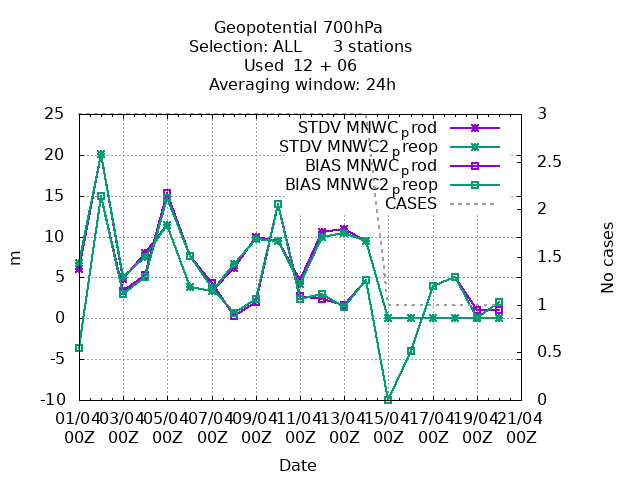 Geopotential 700hPa
Selection: ALL      3 stations
Used  12 + 06
Averaging window: 24h
25
20
15
10
5
0
-5
-10
m
3
2.5
2
1.5
1
0.5
0
No cases
STDV MNWC_prod
STDV MNWC2_preop
BIAS MNWC_prod
BIAS MNWC2_preop
CASES
01/04 03/04 05/04 07/04 09/04 11/04 13/04 15/04 17/04 19/04 21/04
00Z 00Z 00Z 00Z 00Z 00Z 00Z 00Z 00Z 00Z 00Z
Date